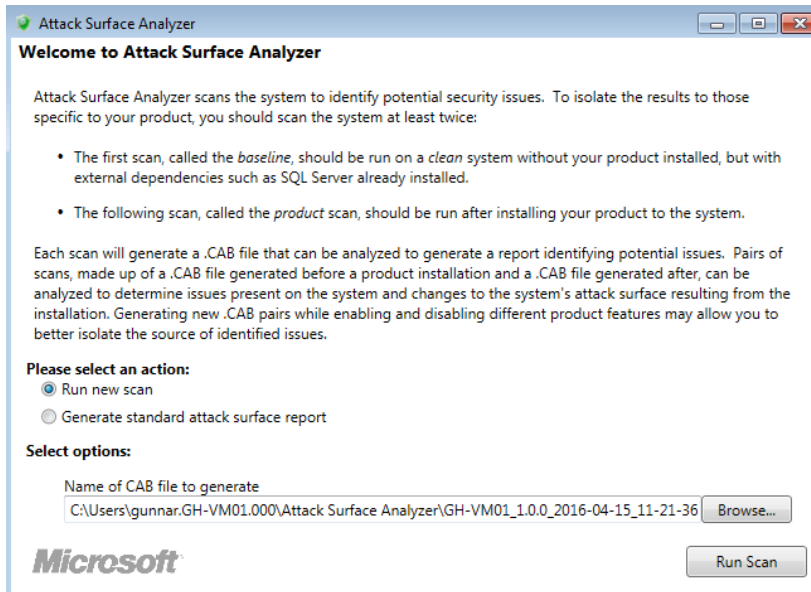 Attack Surface Analyzer
Welcome to Attack Surface Analyzer
Attack Surface Analyzer scans the system to identify potential security issues.  To isolate the results to those
specific to your product, you should scan the system at least twice:
• The first scan, called the baseline, should be run on a clean system without your product installed, but with
external dependencies such as SQL Server already installed.
• The following scan, called the product scan, should be run after installing your product to the system.
Each scan will generate a .CAB file that can be analyzed to generate a report identifying potential issues.  Pairs of
scans, made up of a .CAB file generated before a product installation and a .CAB file generated after, can be
analyzed to determine issues present on the system and changes to the system's attack surface resulting from the
installation. Generating new .CAB pairs while enabling and disabling different product features may allow you to
better isolate the source of identified issues.
Please select an action:
Run new scan
Generate standard attack surface report
Select options:
Name of CAB file to generate
C:\Users\gunnar.GH-VM01.000\Attack Surface Analyzer\GH-VM01_1.0.0_2016-04-15_11-21-36
Browse...
Microsoft
Run Scan